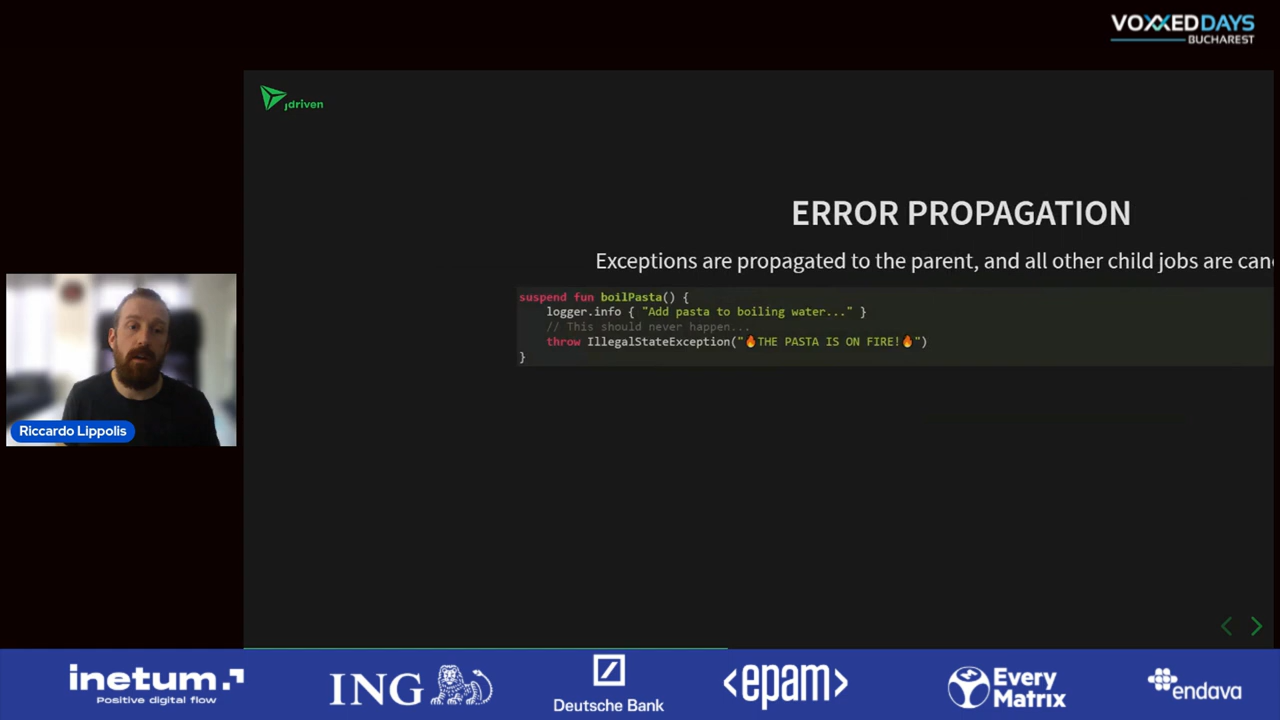 VOXXEDDAYS
BUCHAREST
jdriven
ERROR PROPAGATION
Exceptions are propagated to the parent, and all other child jobs are canc
suspend fun boilPasta() {
logger.info { "Add pasta to boiling water..." }
// This should never happen...
throw IllegalStateException("🔥THE PASTA IS ON FIRE!🔥")
}
Riccardo Lippolis
inetum.
Positive digital flow
ING
Deutsche Bank
<epam>
Every
Matrix
endava